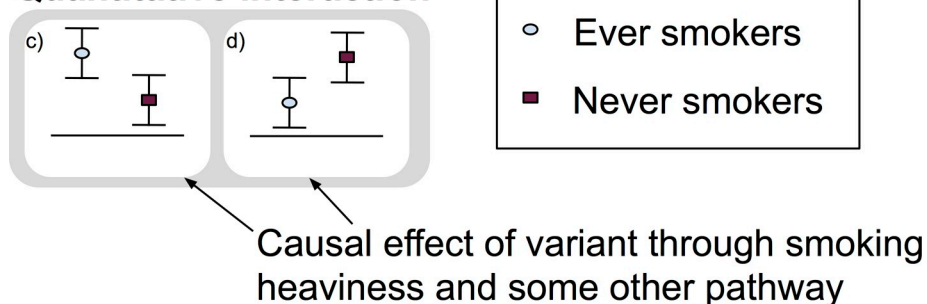 c)
d)
Ever smokers
Never smokers
Causal effect of variant through smoking
heaviness and some other pathway